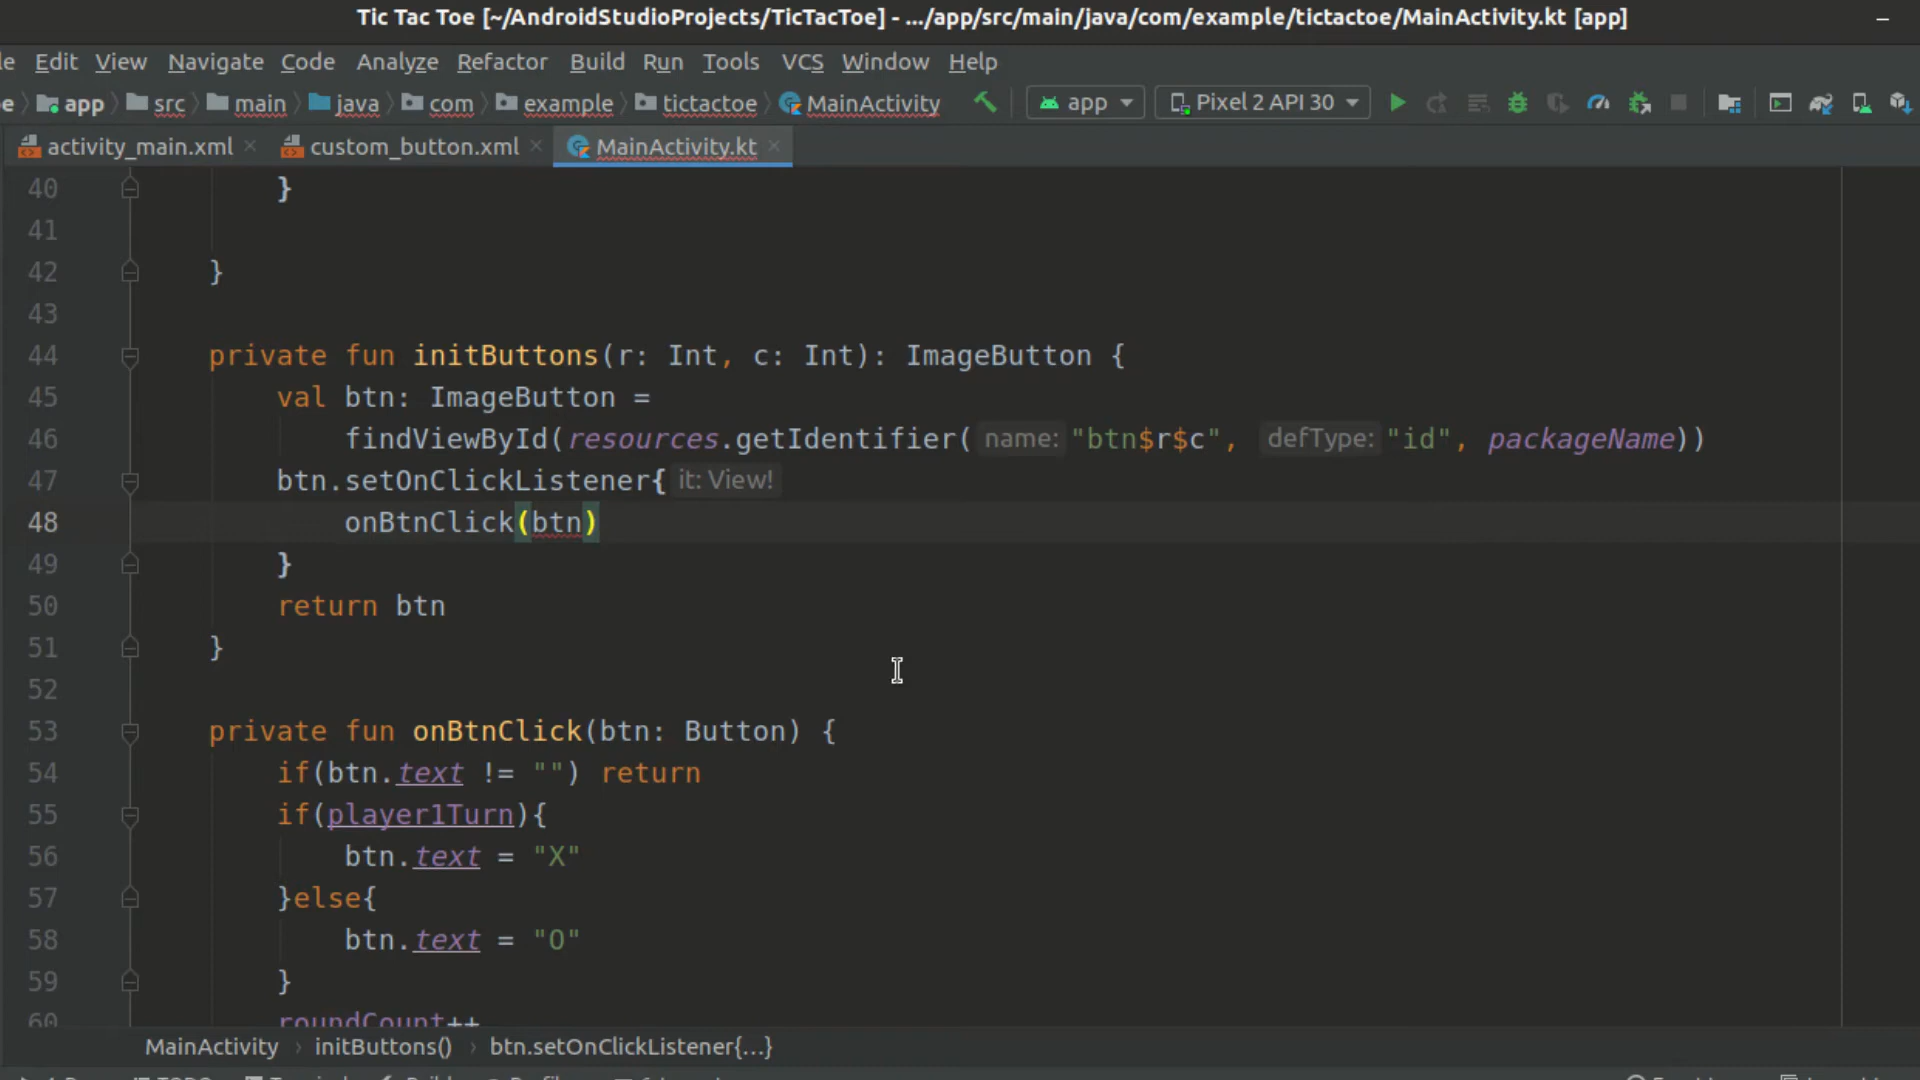 Tic Tac Toe [~/AndroidStudioProjects/TicTacToe] - .../app/src/main/java/com/example/tictactoe/MainActivity.kt [app]
le Edit View Navigate Code Analyze Refactor Build Run Tools VCS Window Help
e app src main java com example tictactoe MainActivity app Pixel 2 API 30
activity_main.xml custom_button.xml MainActivity.kt
40 }
41
42 }
43
44 private fun initButtons(r: Int, c: Int): ImageButton {
45 val btn: ImageButton =
46 findViewById(resources.getIdentifier( name: "btn$r$c", defType: "id", packageName))
47 btn.setOnClickListener{ it: View!
48 onBtnClick(btn)
49 }
50 return btn
51 }
52
53 private fun onBtnClick(btn: Button) {
54 if(btn.text != "") return
55 if(player1Turn){
56 btn.text = "X"
57 }else{
58 btn.text = "O"
59 }
60 roundCount++
MainActivity › initButtons() › btn.setOnClickListener{...}